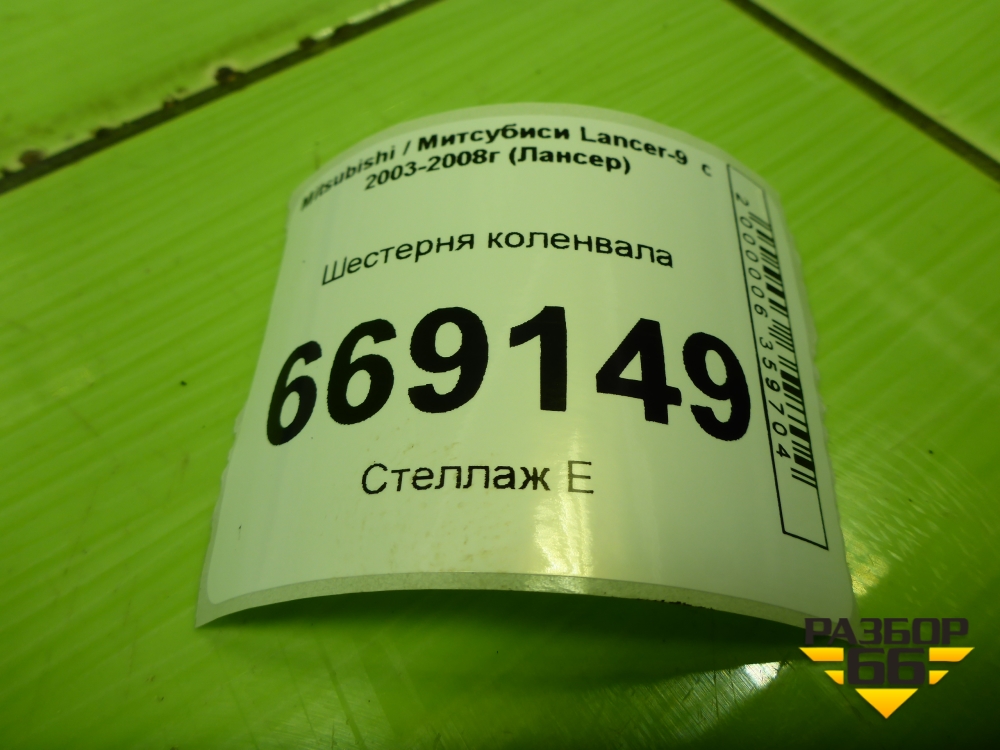 Mitsubishi / Митсубиси Lancer-9 с
2003-2008г (Лансер)
Шестерня коленвала
669149
Стеллаж Е
2000006359704
РАЗБОР
66